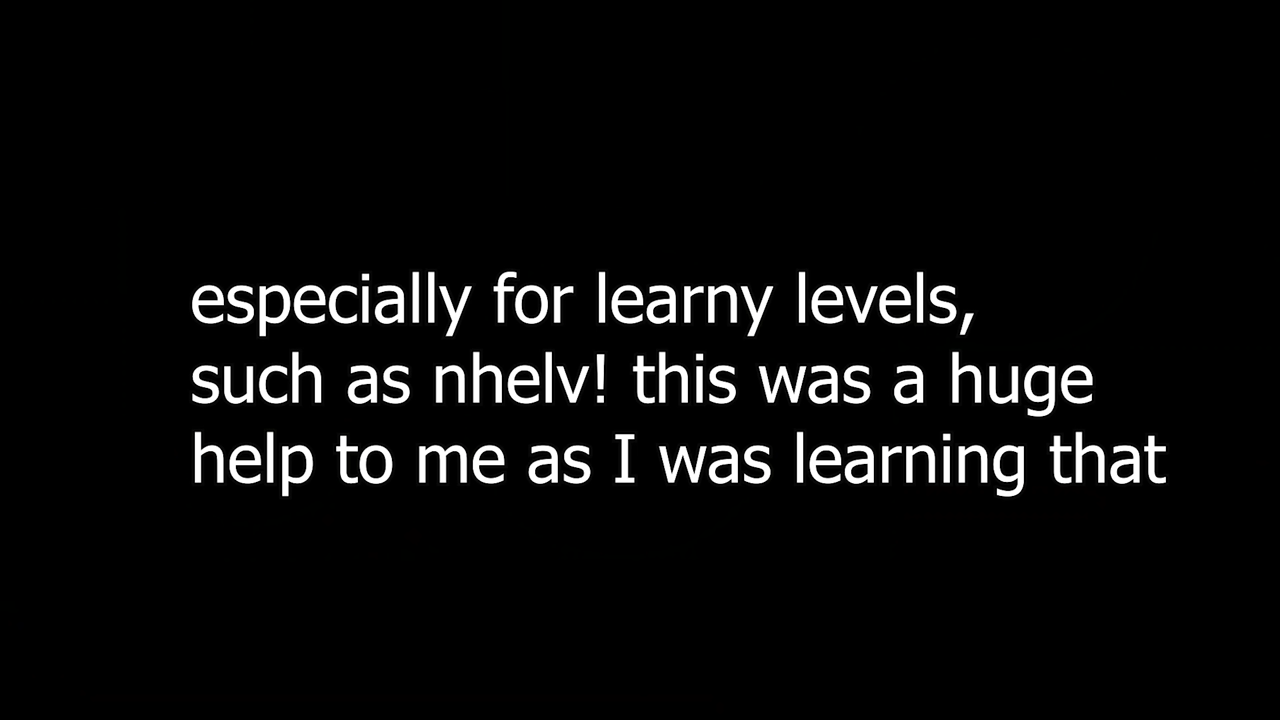 especially for learny levels,
such as nhelv! this was a huge
help to me as I was learning that